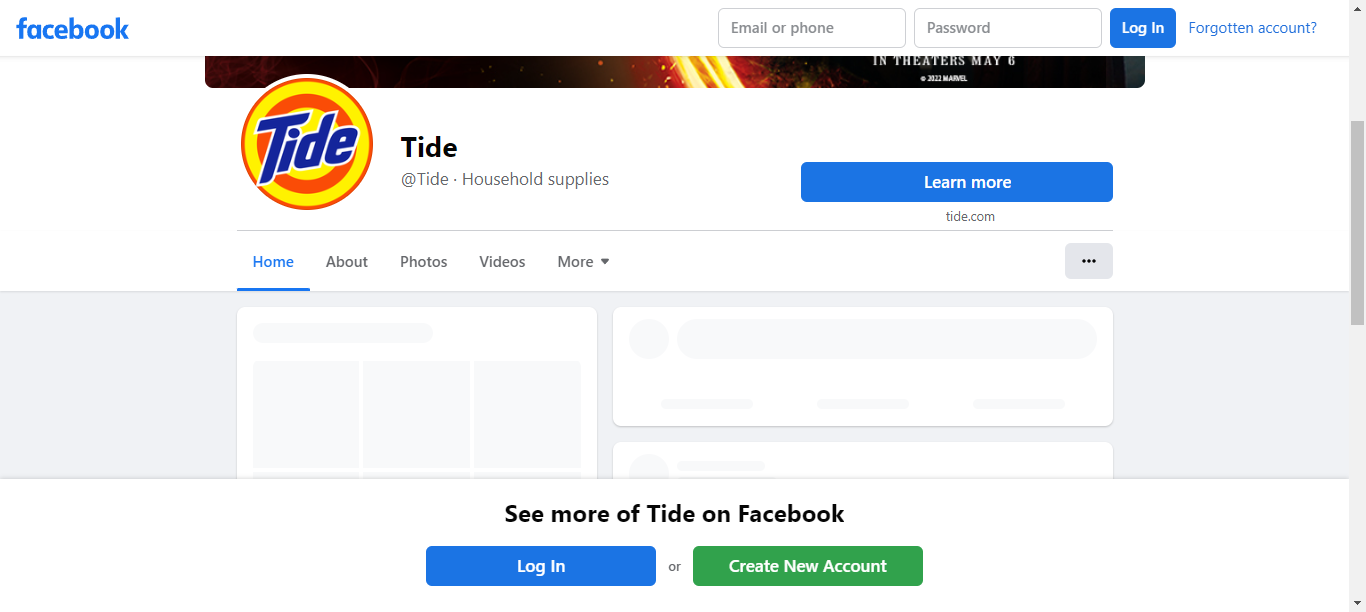 facebook
Email or phone
Password
Log In
Forgotten account?
IN THEATERS MAY 6
© 2022 MARVEL
Tide
Tide
@Tide · Household supplies
Learn more
tide.com
Home
About
Photos
Videos
More
See more of Tide on Facebook
Log In
or
Create New Account